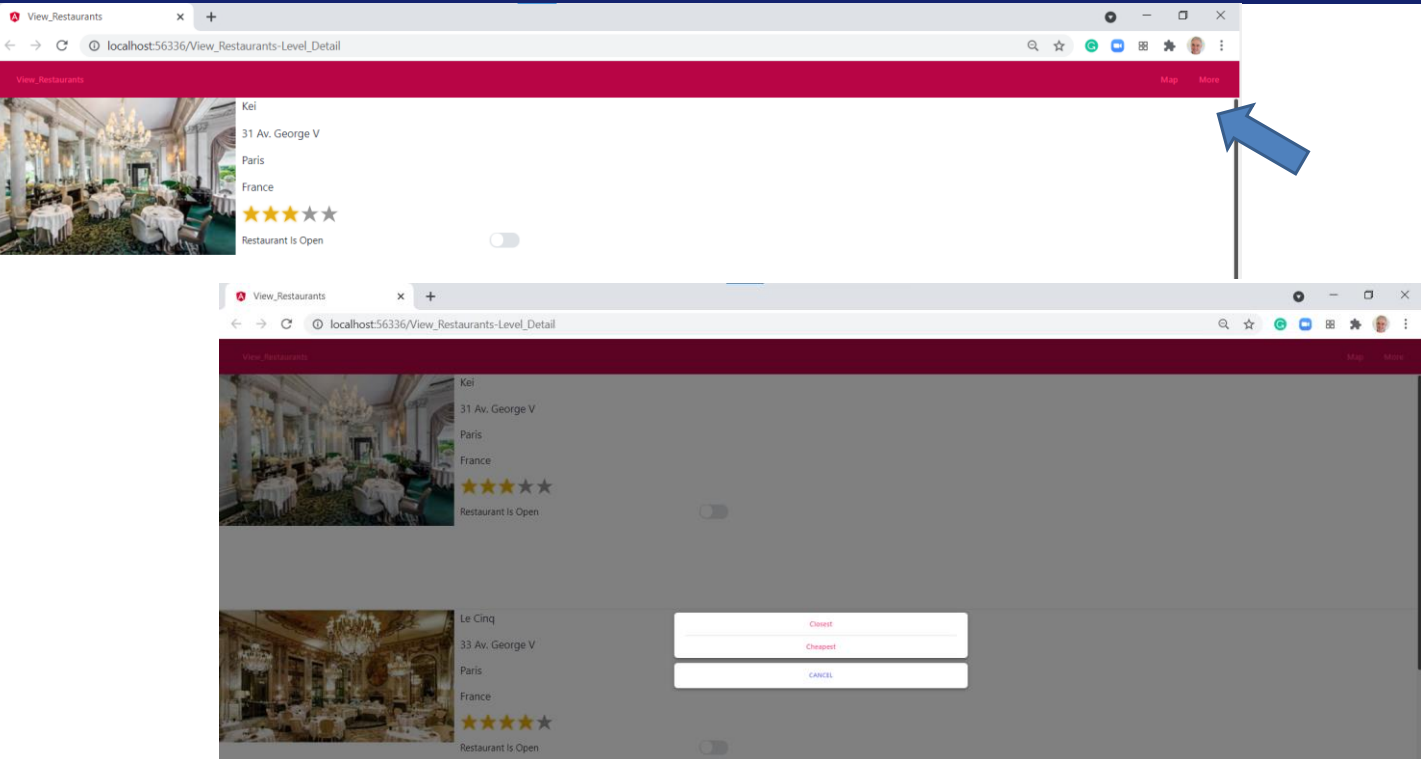 View_Restaurants
localhost:56336/View_Restaurants-Level_Detail
View_Restaurants Map More
Kei
31 Av. George V
Paris
France
Restaurant Is Open
View_Restaurants
localhost:56336/View_Restaurants-Level_Detail
View_Restaurants Map More
Kei
31 Av. George V
Paris
France
Restaurant Is Open
Le Cinq
33 Av. George V
Paris
France
Restaurant Is Open
Closest
Cheapest
CANCEL